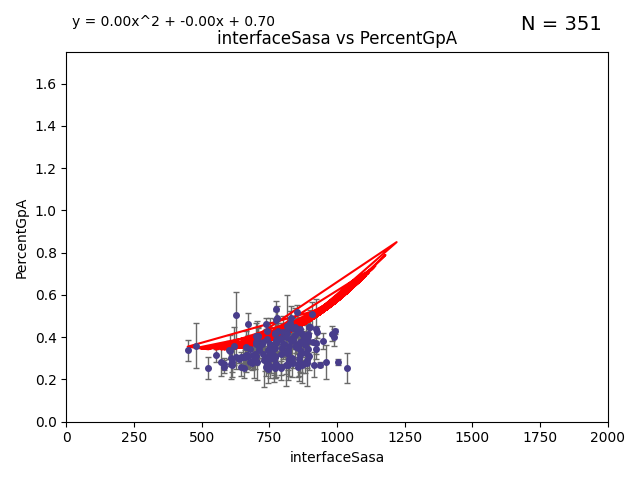 y = 0.00x^2 + -0.00x + 0.70
N = 351
interfaceSasa vs PercentGpA
PercentGpA
1.6
1.4
1.2
1.0
0.8
0.6
0.4
0.2
0.0
0 250 500 750 1000 1250 1500 1750 2000
interfaceSasa